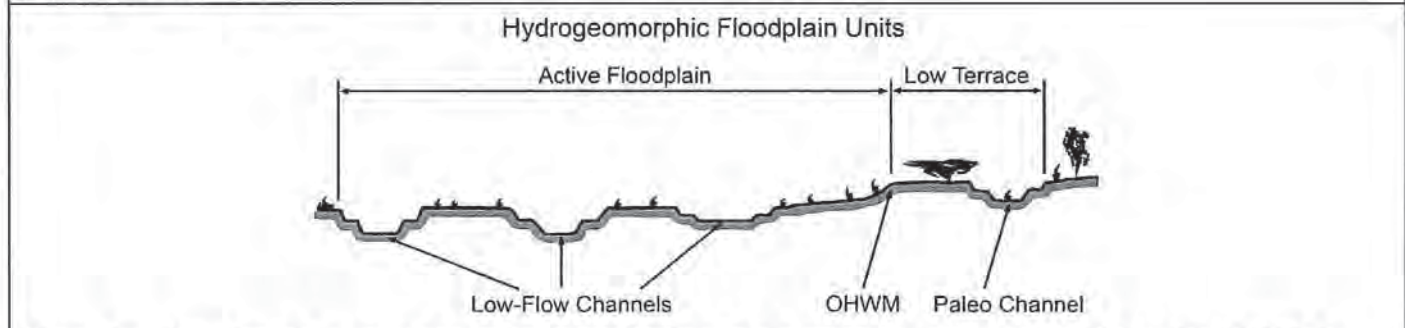 Hydrogeomorphic Floodplain Units
Active Floodplain
Low Terrace
Low-Flow Channels
OHWM
Paleo Channel